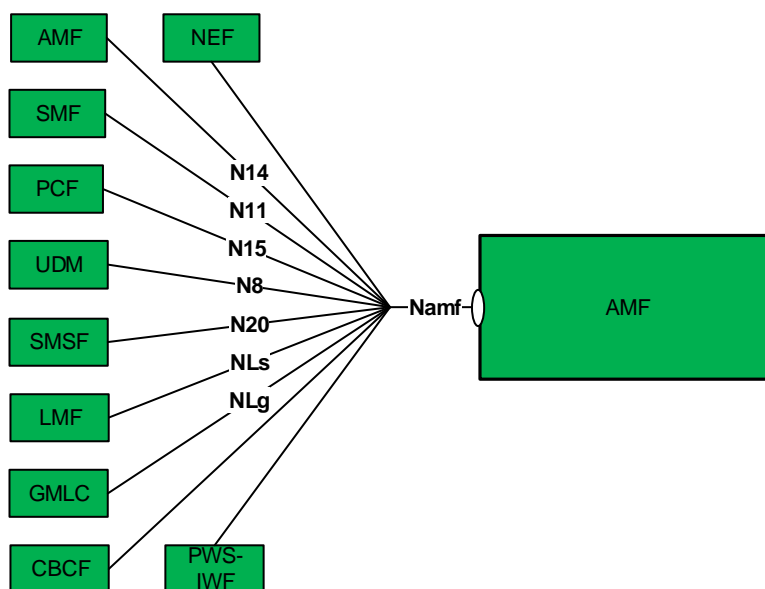 AMF
NEF
SMF
PCF
UDM
SMSF
LMF
GMLC
CBCF
PWS-
IWF
N14
N11
N15
N8
N20
NLs
NLg
Namf
AMF